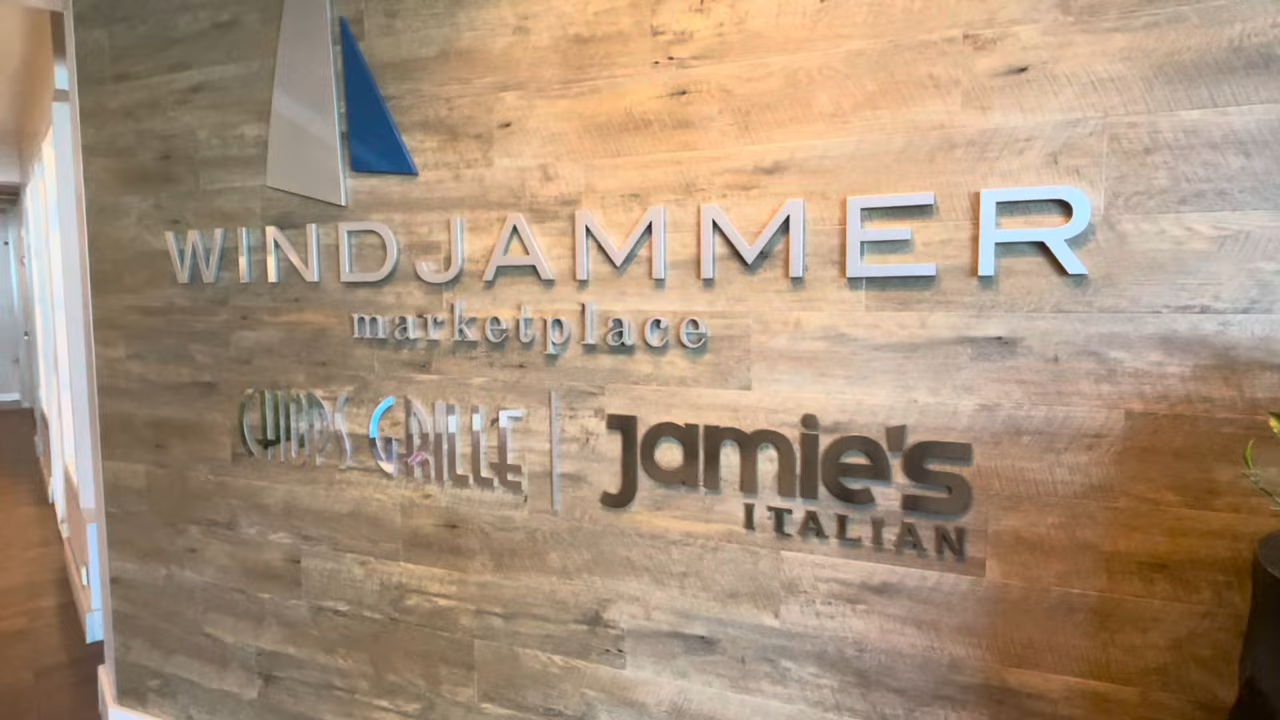 WINDJAMMER
marketplace
CHOPS GRILLE
Jamie's
ITALIAN